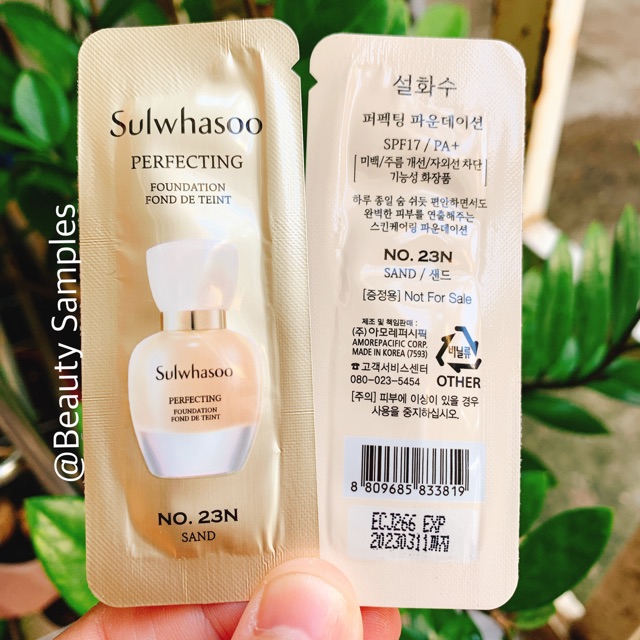 Sulwhasoo
PERFECTING
FOUNDATION
FOND DE TEINT
Sulwhasoo
PERFECTING
FOUNDATION
FOND DE TEINT
NO. 23N
SAND
설화수
퍼펙팅 파운데이션
SPF17 / PA+
미백/주름 개선/자외선 차단
기능성 화장품
하루 종일 숨 쉬듯 편안하면서도
완벽한 피부를 연출해주는
스킨케어링 파운데이션
NO. 23N
SAND / 샌드
[증정용] Not For Sale
제조 및 책임판매 :
(주)아모레퍼시픽
AMOREPACIFIC CORP.
MADE IN KOREA (7593)
☎고객서비스센터
080-023-5454
비닐류
OTHER
[주의] 피부에 이상이 있을 경우
사용을 중지하십시오.
8 809685 833819
ECJ266 EXP
20230311까지
@Beauty Samples